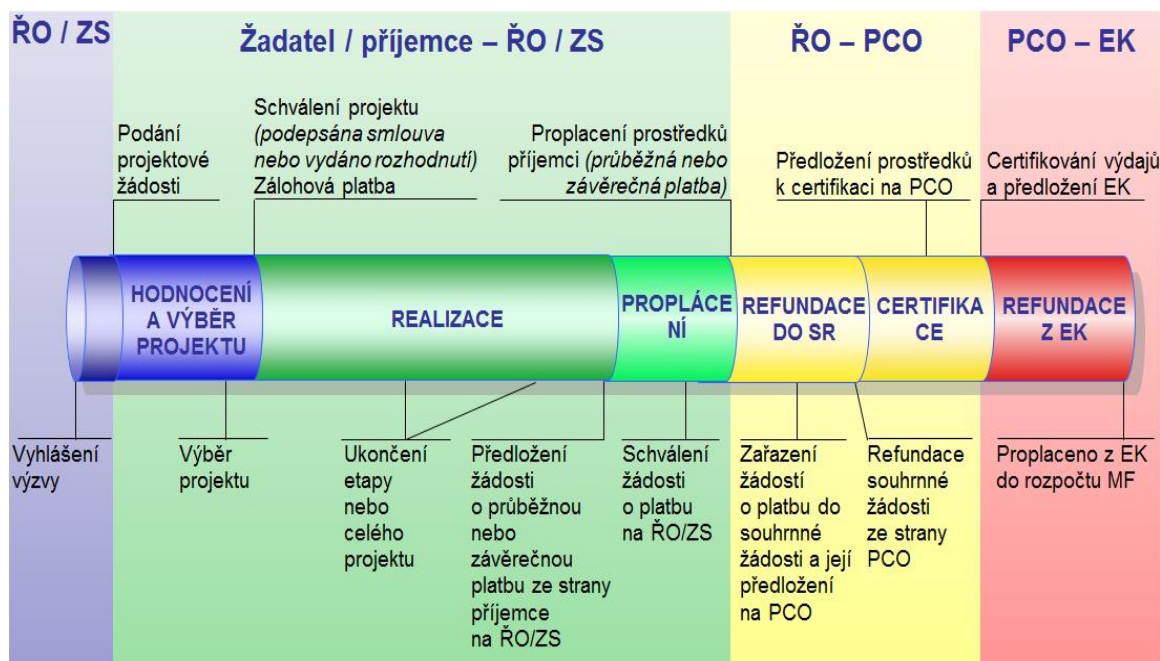 ŘO / ZS
Žadatel / příjemce – ŘO / ZS
ŘO – PCO
PCO – EK
Podání
projektové
žádosti
Schválení projektu
(podepsána smlouva
nebo vydáno rozhodnutí)
Zálohová platba
Proplacení prostředků
příjemci (průběžná nebo
závěrečná platba)
Předložení prostředků
k certifikaci na PCO
Certifikování výdajů
a předložení EK
HODNOCENÍ
A VÝBĚR
PROJEKTU
REALIZACE
PROPLÁCE
NÍ
REFUNDACE
DO SR
CERTIFIKA
CE
REFUNDACE
Z EK
Vyhlášení
výzvy
Výběr
projektu
Ukončení
etapy
nebo
celého
projektu
Předložení
žádosti
o průběžnou
nebo
závěrečnou
platbu ze strany
příjemce
na ŘO/ZS
Schválení
žádosti
o platbu
na ŘO/ZS
Zařazení
žádostí
o platbu do
souhrnné
žádosti a její
předložení
na PCO
Refundace
souhrnné
žádosti
ze strany
PCO
Proplaceno z EK
do rozpočtu MF